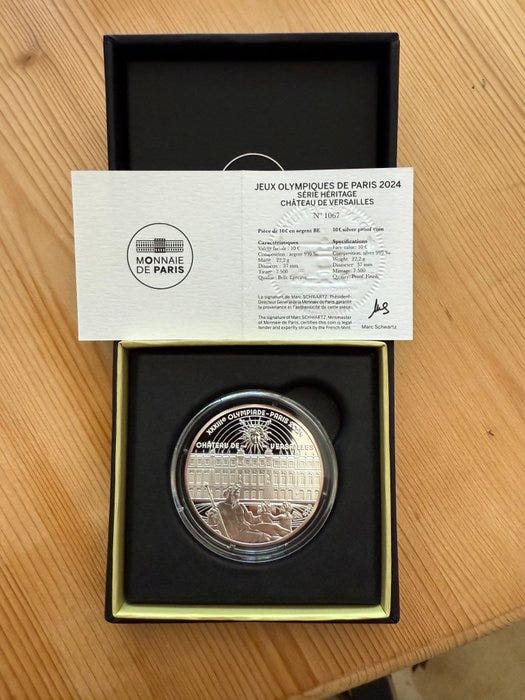 MONNAIE
DE PARIS
JEUX OLYMPIQUES DE PARIS 2024
SÉRIE HÉRITAGE
CHÂTEAU DE VERSAILLES
N° 1067
Pièce de 10€ en argent BE
Caractéristiques
Valeur faciale : 10 €
Composition : argent 999 ‰
Masse : 22,2 g
Diamètre : 37 mm
Tirage : 7 500
Qualité : Belle Épreuve
10€ silver proof coin
Specifications
Face value: 10 €
Composition: silver 999 ‰
Weight: 22,2 g
Diameter: 37 mm
Mintage: 7 500
Quality: Proof Finish
La signature de Marc SCHWARTZ, Président-
Directeur Général de la Monnaie de Paris, garantit
la provenance et l'authenticité de cette pièce.
The signature of Marc SCHWARTZ, Mintmaster
of Monnaie de Paris, certifies this coin is legal
tender and expertly struck by the French Mint.
Marc Schwartz
XXXIIIe OLYMPIADE - PARIS 2024
CHÂTEAU DE VERSAILLES